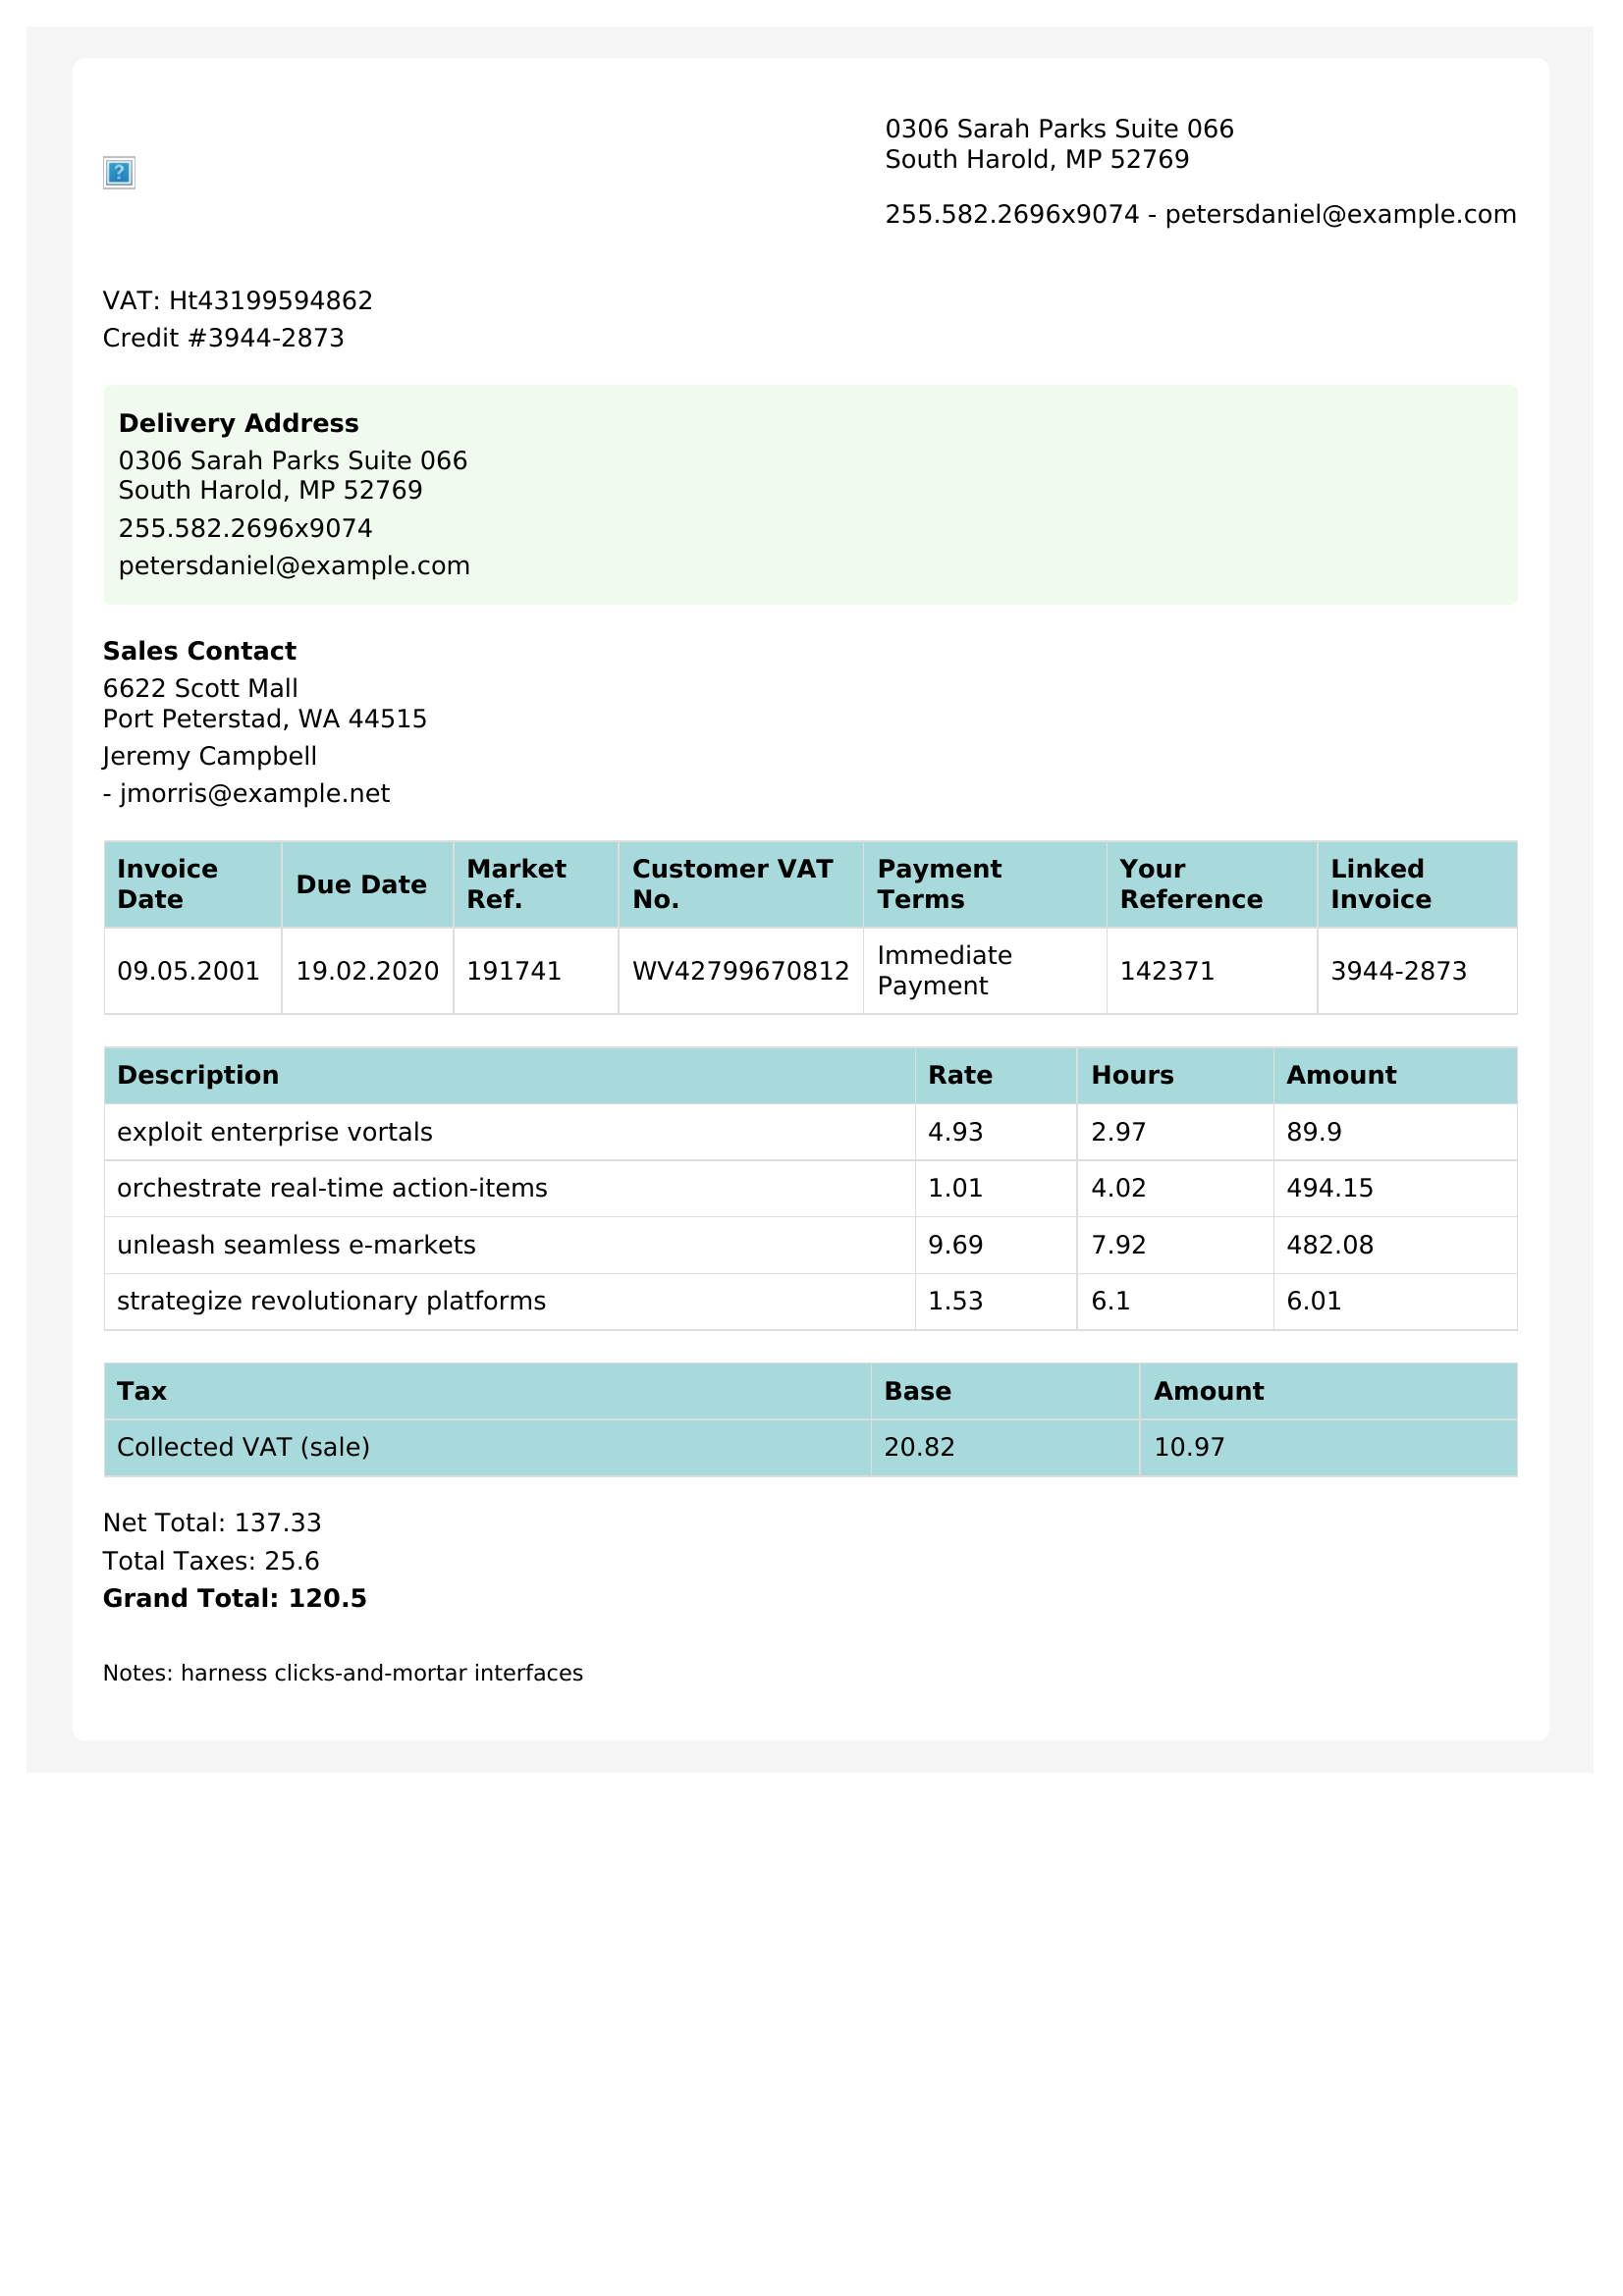 0306 Sarah Parks Suite 066
South Harold, MP 52769
255.582.2696x9074 - petersdaniel@example.com
VAT: Ht43199594862
Credit #3944-2873
Delivery Address
0306 Sarah Parks Suite 066
South Harold, MP 52769
255.582.2696x9074
petersdaniel@example.com
Sales Contact
6622 Scott Mall
Port Peterstad, WA 44515
Jeremy Campbell
- jmorris@example.net
Invoice Date Due Date Market Ref. Customer VAT No. Payment Terms Your Reference Linked Invoice
09.05.2001 19.02.2020 191741 WV42799670812 Immediate Payment 142371 3944-2873
Description Rate Hours Amount
exploit enterprise vortals 4.93 2.97 89.9
orchestrate real-time action-items 1.01 4.02 494.15
unleash seamless e-markets 9.69 7.92 482.08
strategize revolutionary platforms 1.53 6.1 6.01
Tax Base Amount
Collected VAT (sale) 20.82 10.97
Net Total: 137.33
Total Taxes: 25.6
Grand Total: 120.5
Notes: harness clicks-and-mortar interfaces